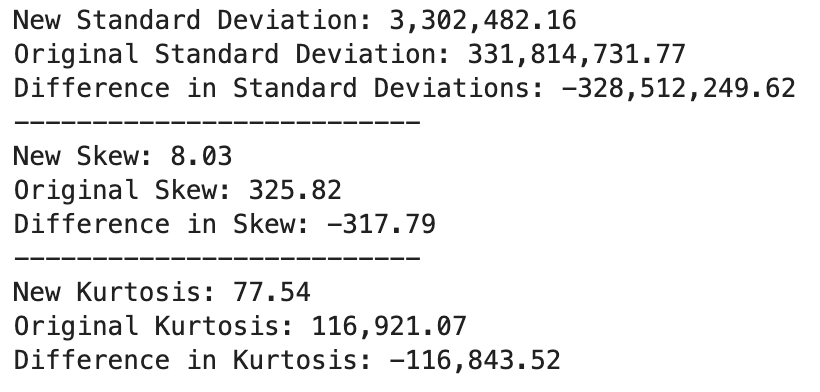 New Standard Deviation: 3,302,482.16
Original Standard Deviation: 331,814,731.77
Difference in Standard Deviations: -328,512,249.62
--------------------------
New Skew: 8.03
Original Skew: 325.82
Difference in Skew: -317.79
--------------------------
New Kurtosis: 77.54
Original Kurtosis: 116,921.07
Difference in Kurtosis: -116,843.52